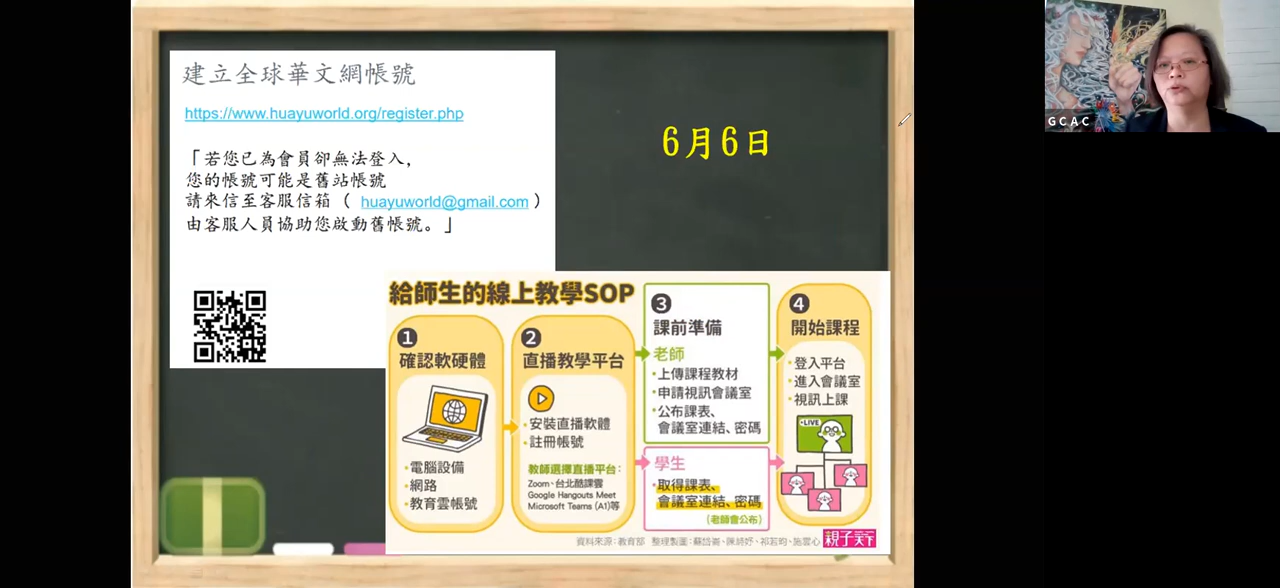 建立全球華文網帳號
https://www.huayuworld.org/register.php
「若您已為會員卻無法登入,
您的帳號可能是舊站帳號
請來信至客服信箱（ huayuworld@gmail.com ）
由客服人員協助您啟動舊帳號。」
6月6日
GCAC
給師生的線上教學SOP
1
確認軟硬體
•電腦設備
•網路
•教育雲帳號
2
直播教學平台
•安裝直播軟體
•註冊帳號
教師選擇直播平台：
Zoom、台北酷課雲
Google Hangouts Meet
Microsoft Teams (A1)等
3
課前準備
老師
•上傳課程教材
•申請視訊會議室
•公布課表、
會議室連結、密碼
學生
•取得課表、
會議室連結、密碼
(老師會公布)
4
開始課程
•登入平台
•進入會議室
•視訊上課
LIVE
資料來源：教育部 整理製圖：
親子天下